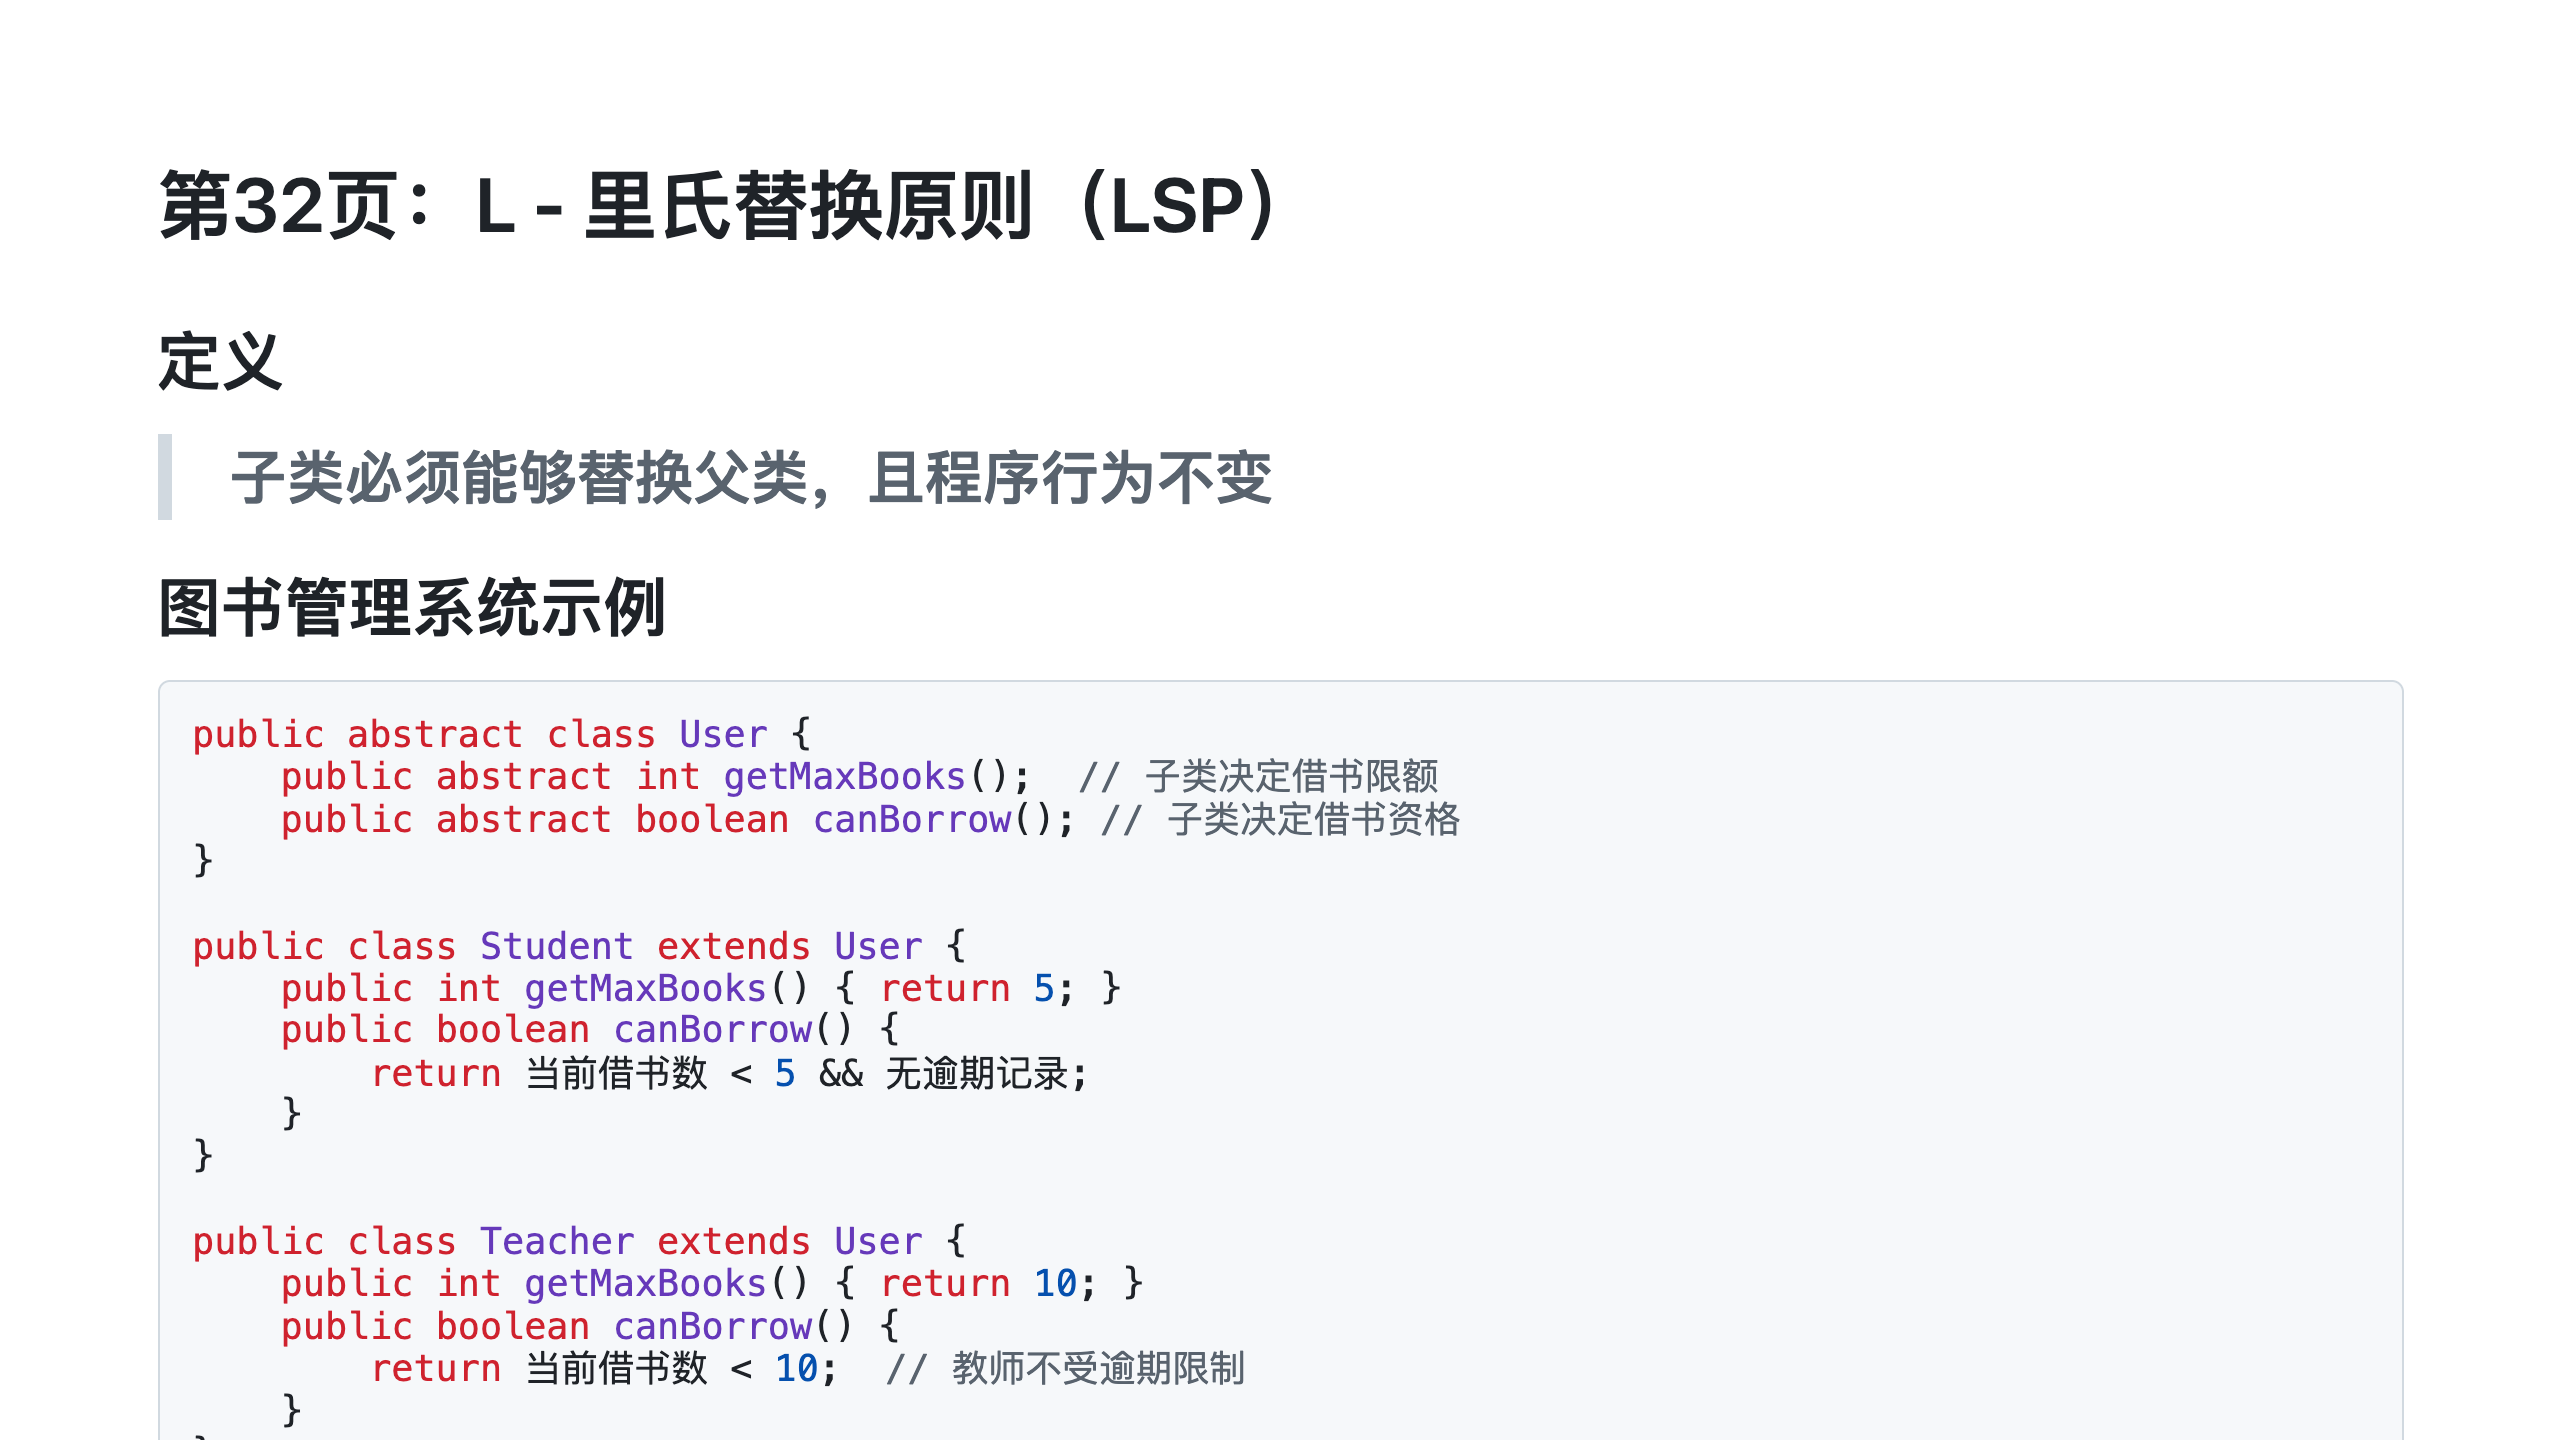 第32页：L - 里氏替换原则（LSP）
定义
子类必须能够替换父类，且程序行为不变
图书管理系统示例
public abstract class User {
    public abstract int getMaxBooks();  // 子类决定借书限额
    public abstract boolean canBorrow(); // 子类决定借书资格
}
public class Student extends User {
    public int getMaxBooks() { return 5; }
    public boolean canBorrow() {
        return 当前借书数 < 5 && 无逾期记录;
    }
}
public class Teacher extends User {
    public int getMaxBooks() { return 10; }
    public boolean canBorrow() {
        return 当前借书数 < 10;  // 教师不受逾期限制
    }